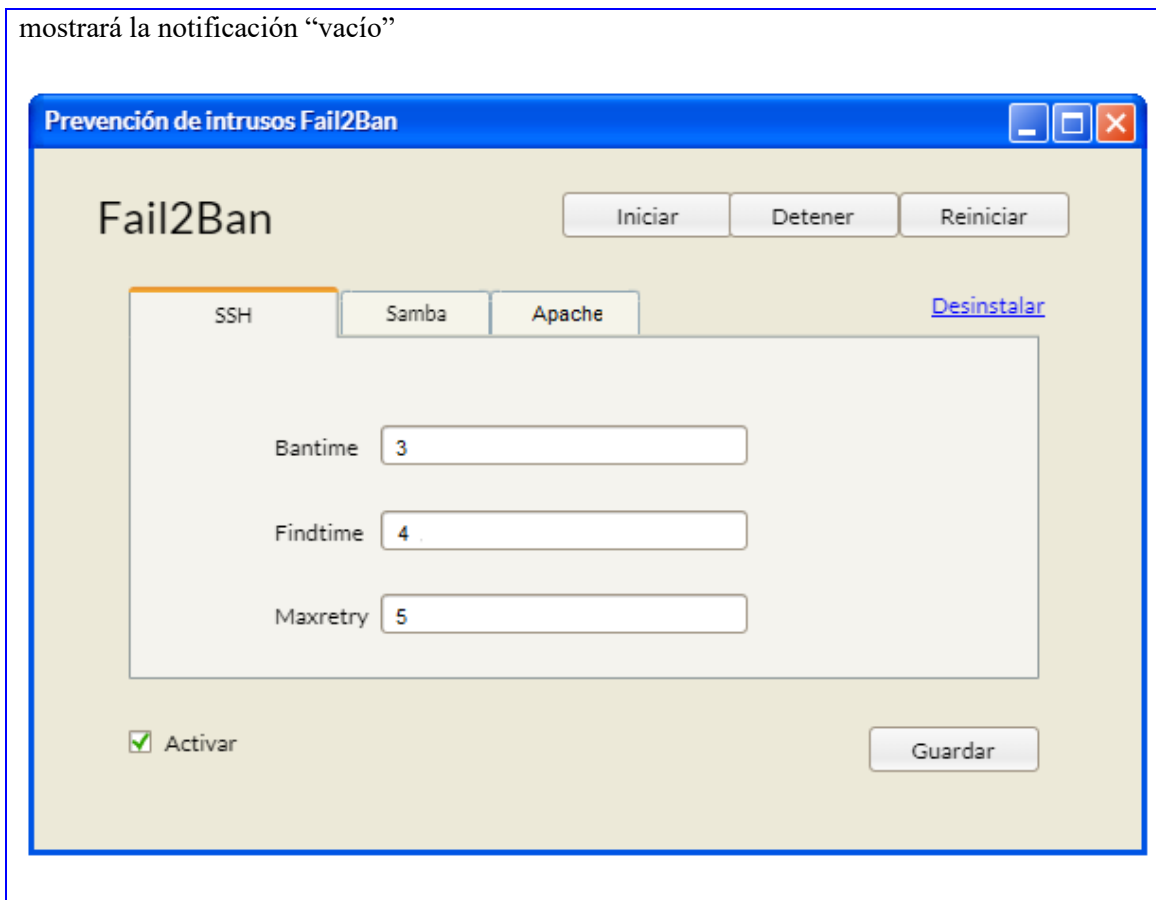 mostrará la notificación “vacío”
Prevención de intrusos Fail2Ban
Fail2Ban
Iniciar Detener Reiniciar
SSH Samba Apache Desinstalar
Bantime 3
Findtime 4
Maxretry 5
Activar Guardar